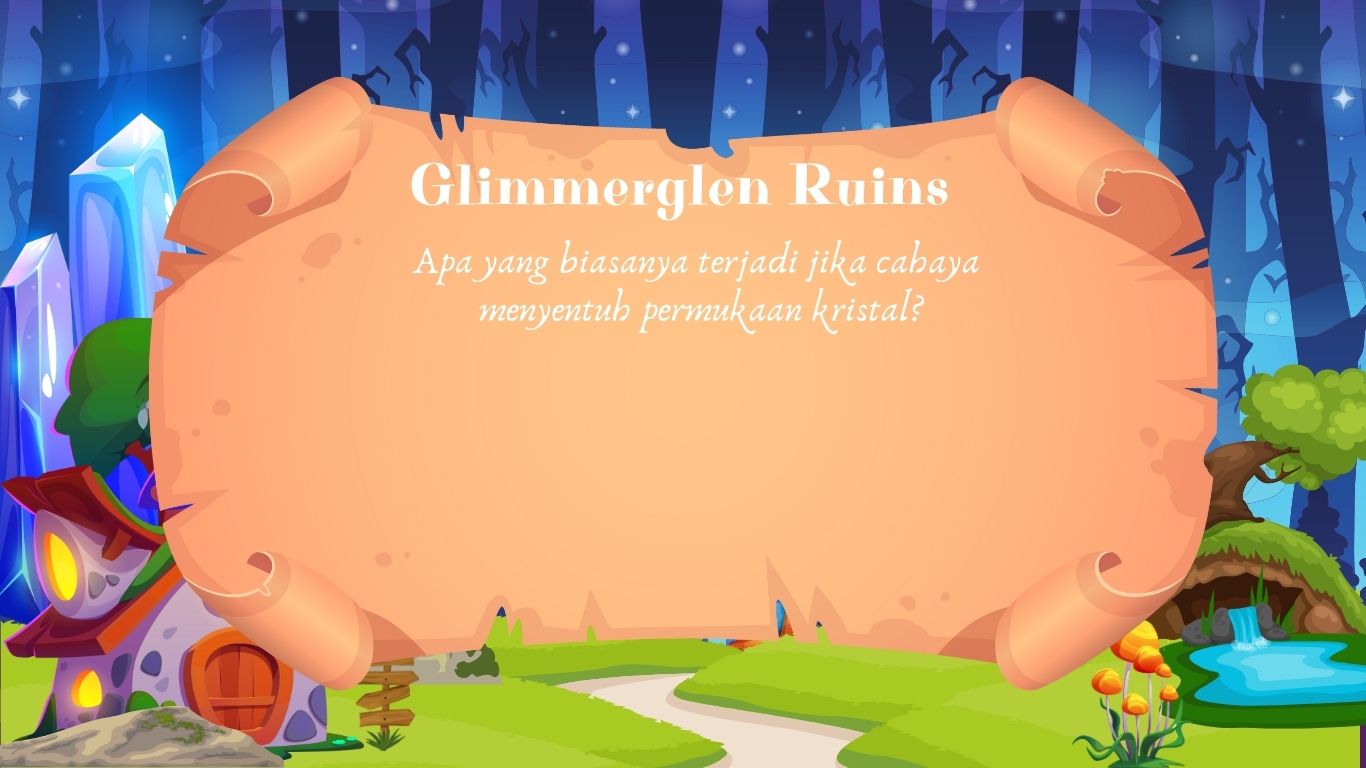 Glimmerglen Ruins
Apa yang biasanya terjadi jika cahaya
menyentuh permukaan kristal?